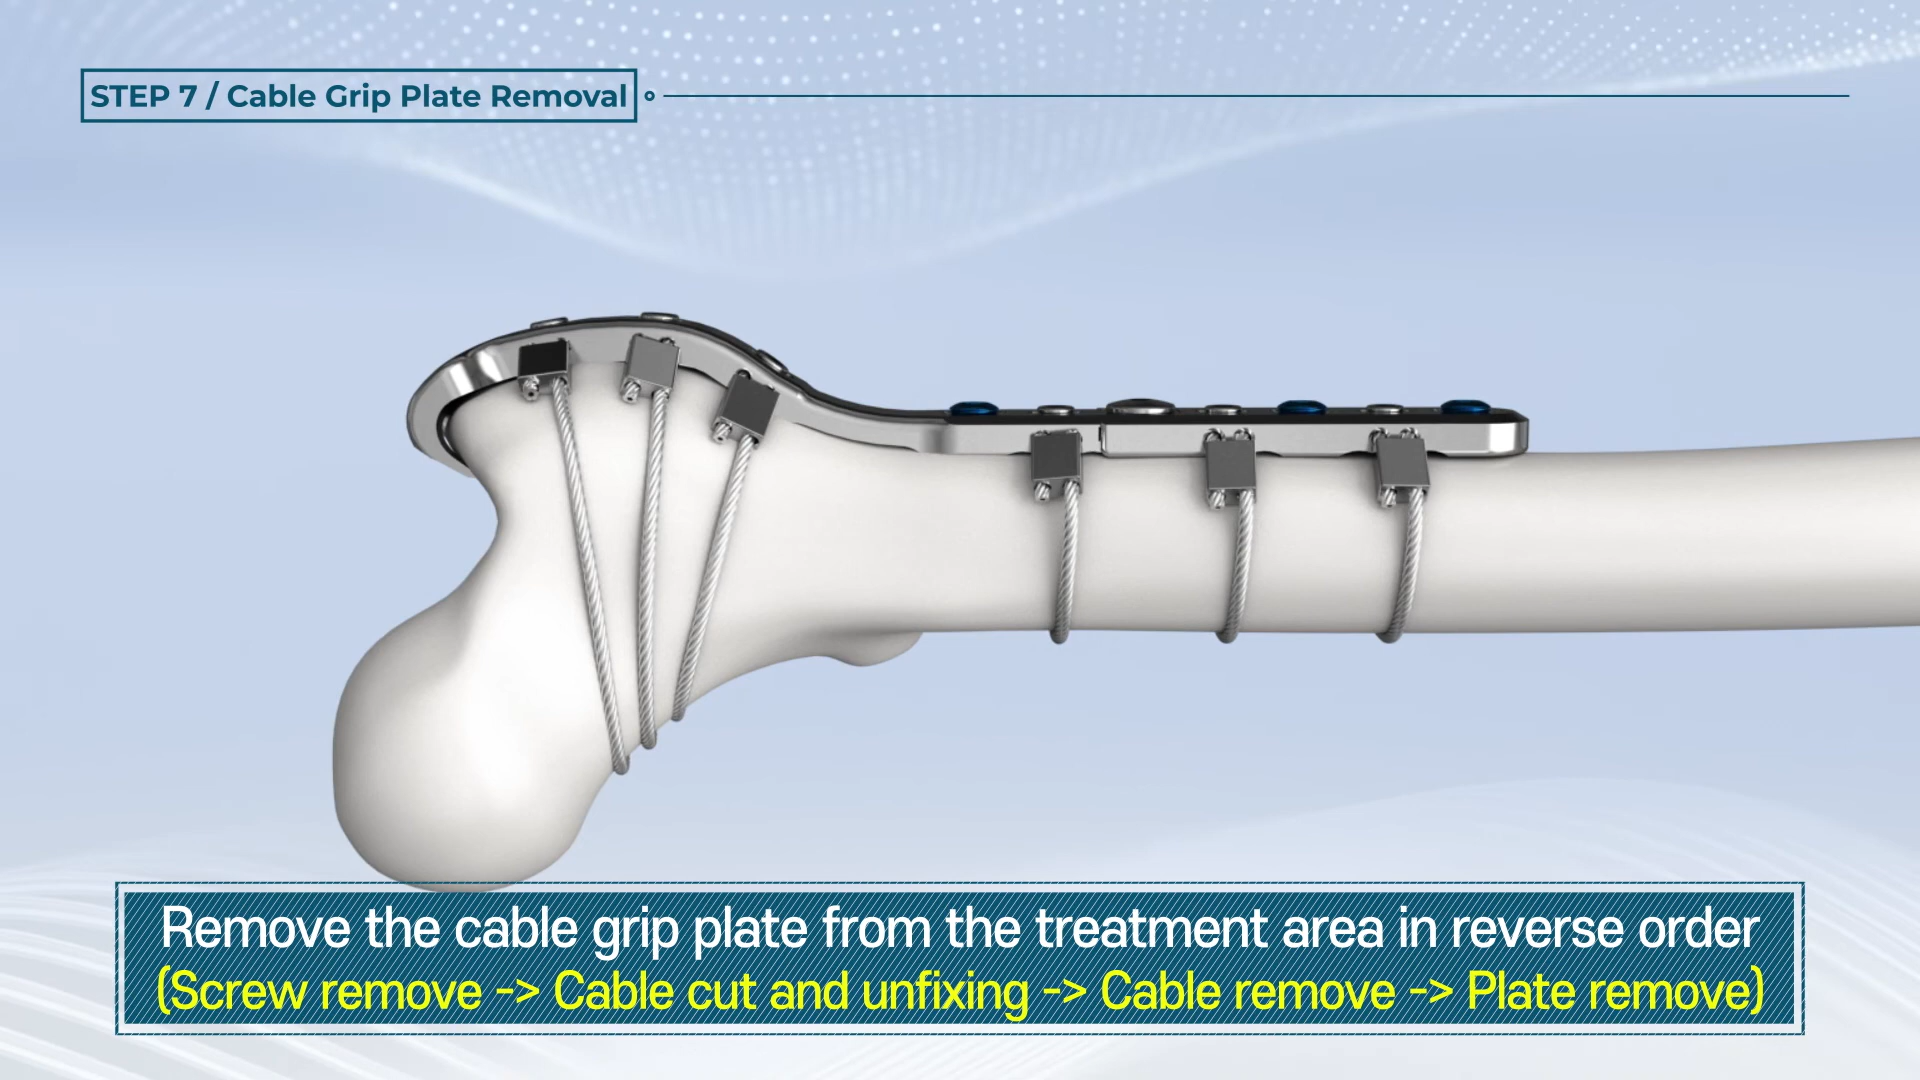 STEP 7 / Cable Grip Plate Removal
Remove the cable grip plate from the treatment area in reverse order
(Screw remove -> Cable cut and unfixing -> Cable remove -> Plate remove)